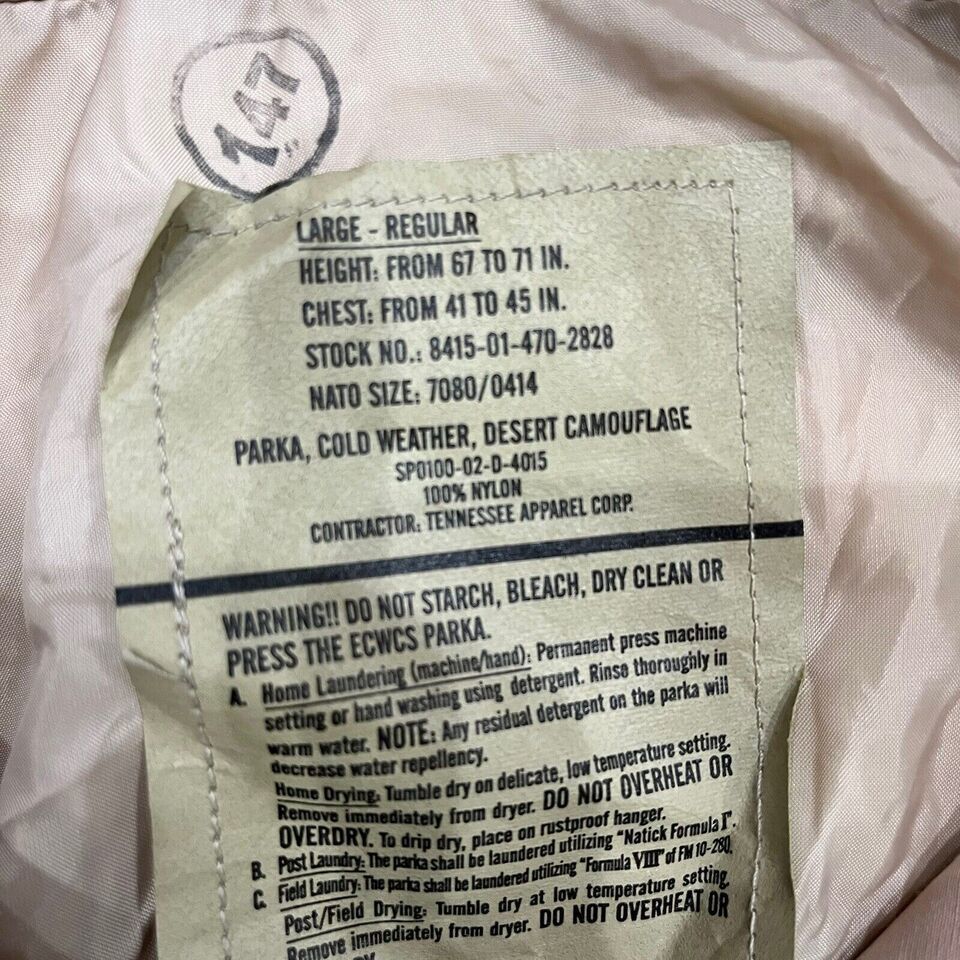 147
LARGE - REGULAR
HEIGHT: FROM 67 TO 71 IN.
CHEST: FROM 41 TO 45 IN.
STOCK NO.: 8415-01-470-2828
NATO SIZE: 7080/0414
PARKA, COLD WEATHER, DESERT CAMOUFLAGE
SP0100-02-D-4015
100% NYLON
CONTRACTOR: TENNESSEE APPAREL CORP.
WARNING!! DO NOT STARCH, BLEACH, DRY CLEAN OR
PRESS THE ECWCS PARKA.
A. Home Laundering (machine/hand): Permanent press machine
setting or hand washing using detergent. Rinse thoroughly in
warm water. NOTE: Any residual detergent on the parka will
decrease water repellency.
Home Drying: Tumble dry on delicate, low temperature setting.
Remove immediately from dryer. DO NOT OVERHEAT OR
OVERDRY. To drip dry, place on rustproof hanger.
B. Post Laundry: The parka shall be laundered utilizing "Natick Formula I".
C. Field Laundry: The parka shall be laundered utilizing "Formula VIII" of FM 10-280.
Post/Field Drying: Tumble dry at low temperature setting.
Remove immediately from dryer. DO NOT OVERHEAT OR